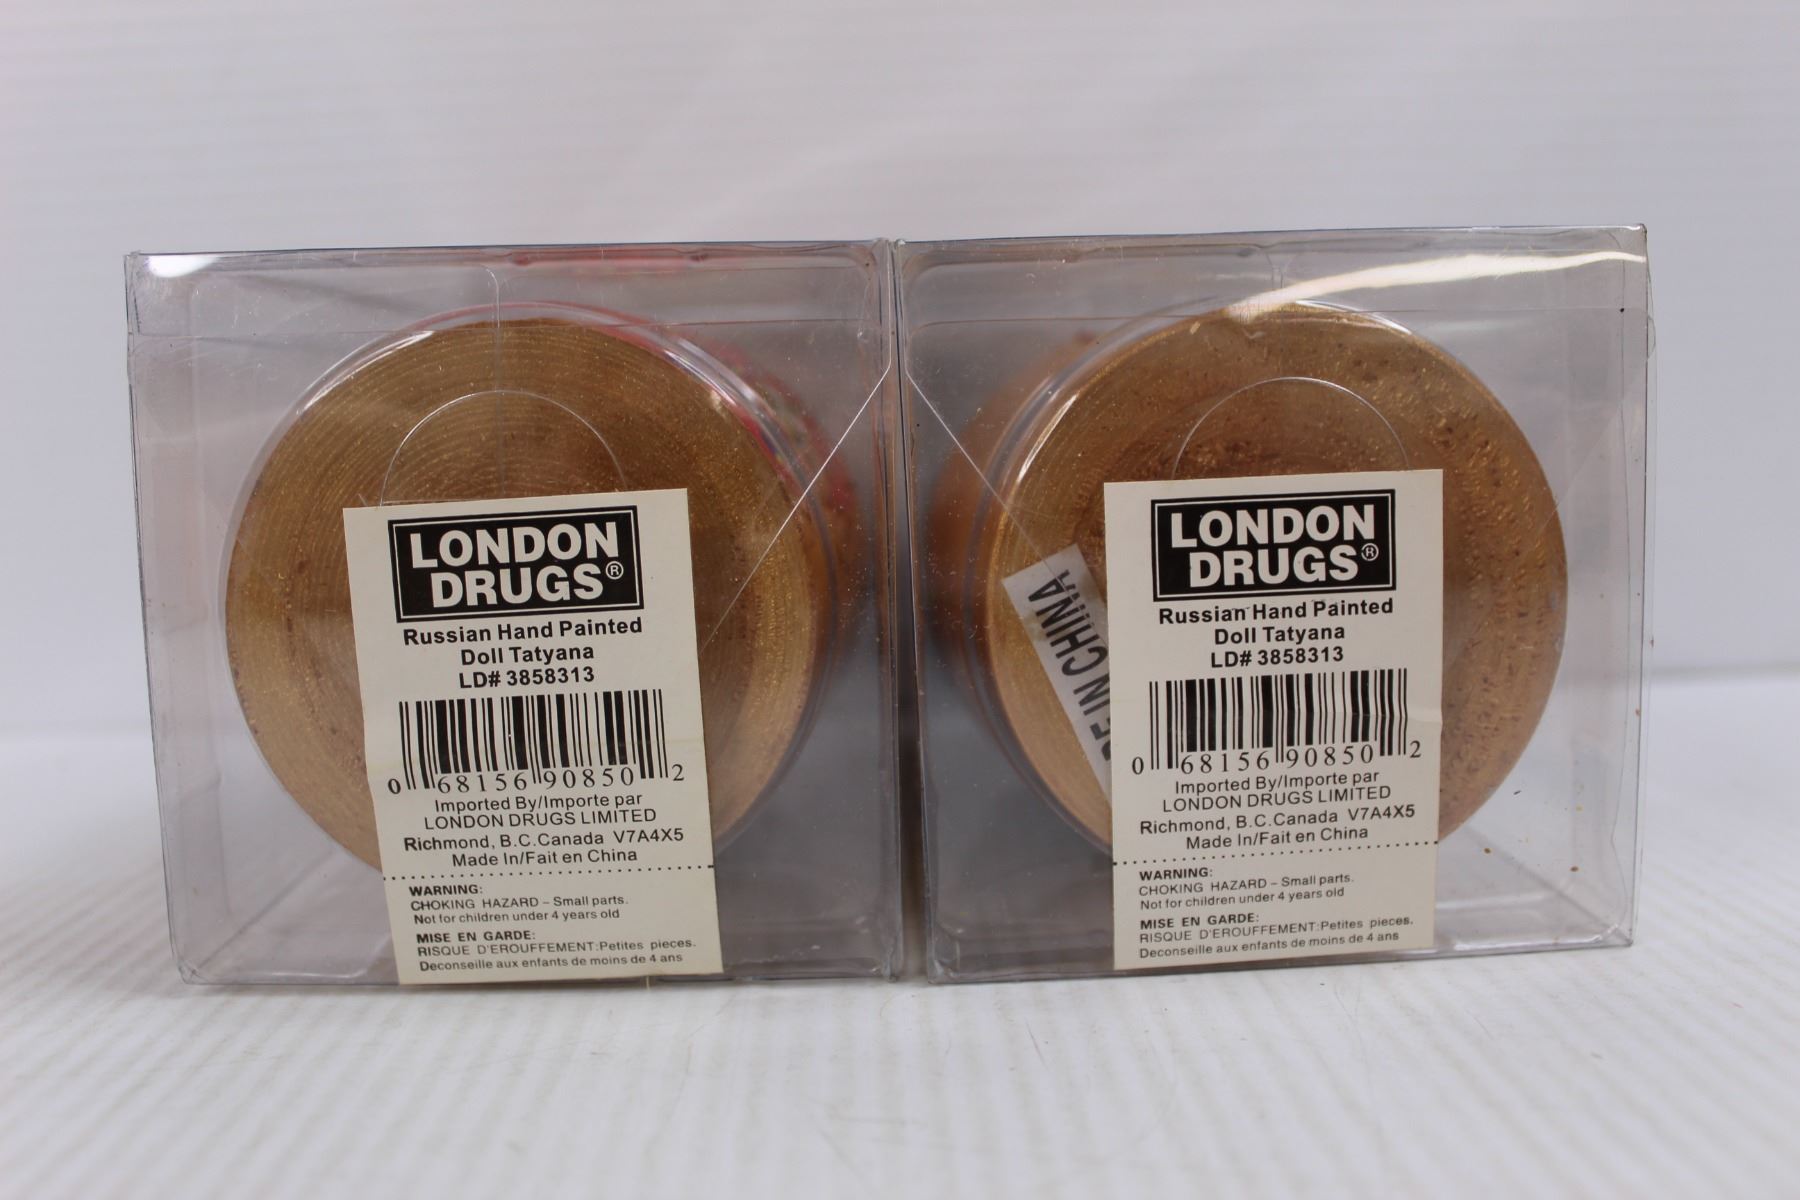 LONDON
DRUGS®
Russian Hand Painted
Doll Tatyana
LD# 3858313
0 68156 90850 2
Imported By/Importe par
LONDON DRUGS LIMITED
Richmond, B.C.Canada V7A4X5
Made In/Fait en China
WARNING:
CHOKING HAZARD – Small parts.
Not for children under 4 years old
MISE EN GARDE:
RISQUE D'EROUFFEMENT:Petites pieces.
Deconseille aux enfants de moins de 4 ans
IN CHINA
LONDON
DRUGS®
Russian Hand Painted
Doll Tatyana
LD# 3858313
0 68156 90850 2
Imported By/Importe par
LONDON DRUGS LIMITED
Richmond, B.C.Canada V7A4X5
Made In/Fait en China
WARNING:
CHOKING HAZARD – Small parts.
Not for children under 4 years old
MISE EN GARDE:
RISQUE D'EROUFFEMENT:Petites pieces.
Deconseille aux enfants de moins de 4 ans